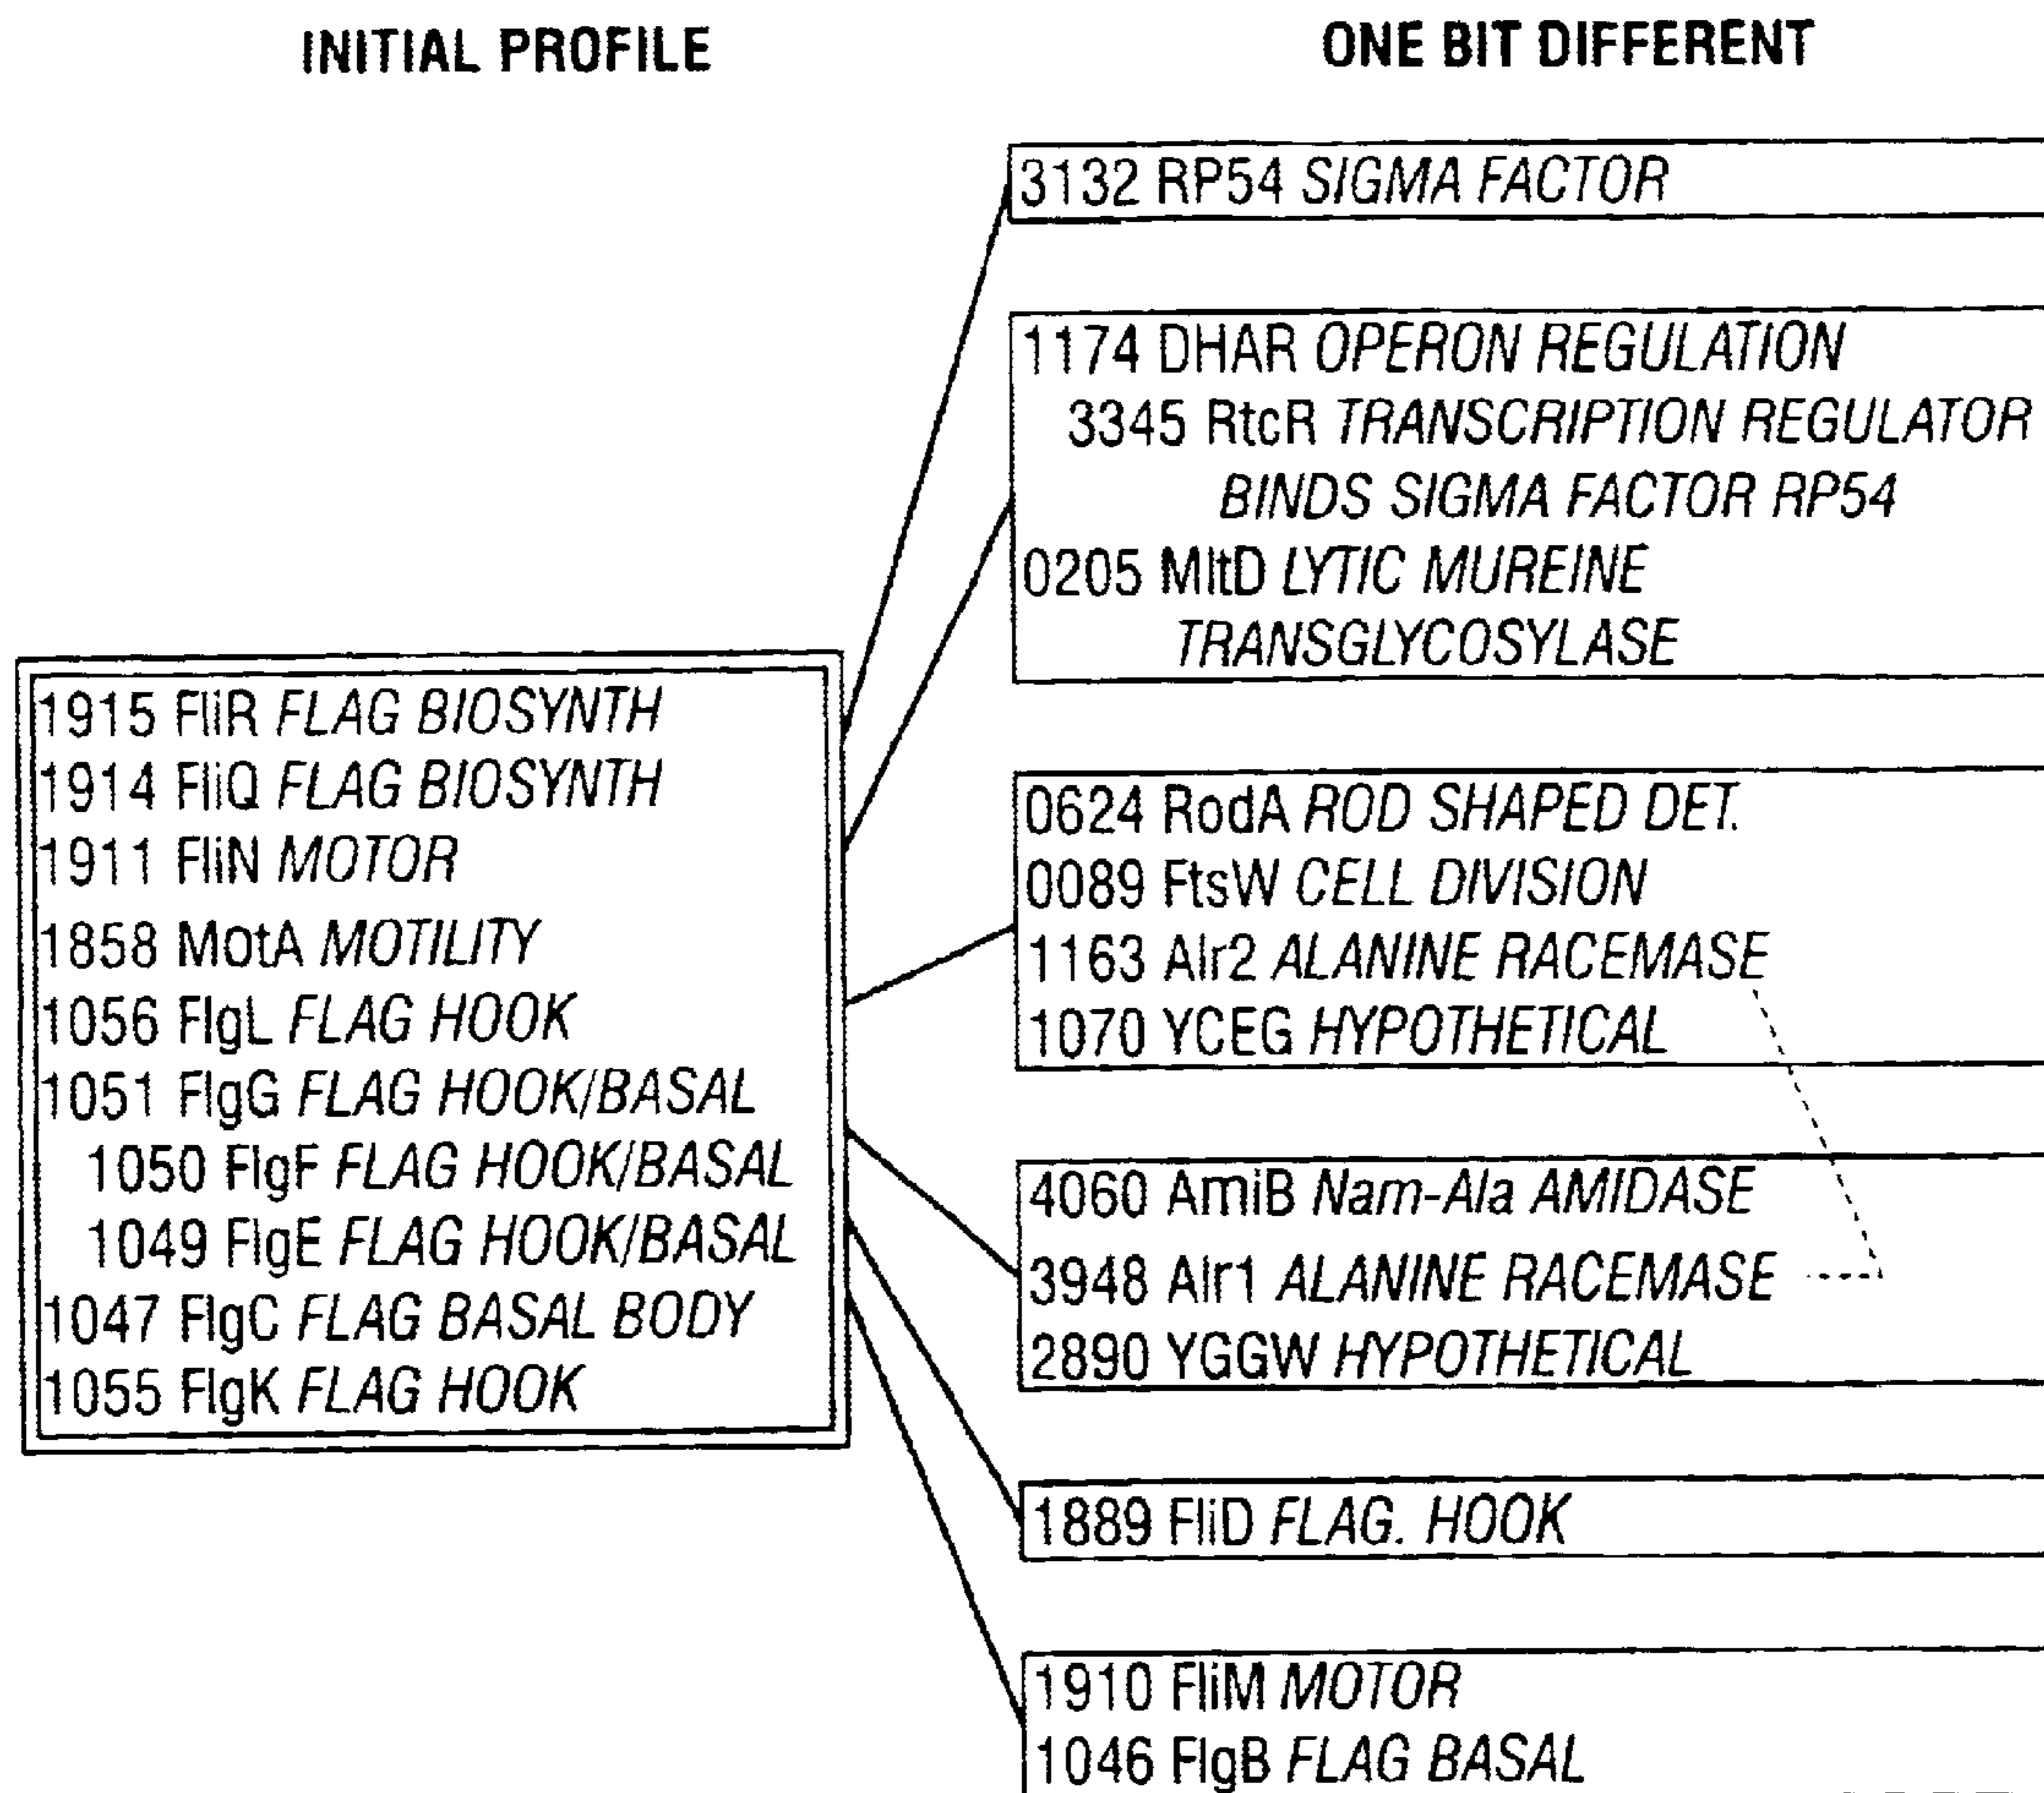 INITIAL PROFILE
ONE BIT DIFFERENT
3132 RP54 SIGMA FACTOR
1174 DHAR OPERON REGULATION
3345 RtcR TRANSCRIPTION REGULATOR
BINDS SIGMA FACTOR RP54
0205 MltD LYTIC MUREINE
TRANSGLYCOSYLASE
1915 FliR FLAG BIOSYNTH
1914 FliQ FLAG BIOSYNTH
1911 FliN MOTOR
1858 MotA MOTILITY
1056 FlgL FLAG HOOK
1051 FlgG FLAG HOOK/BASAL
1050 FlgF FLAG HOOK/BASAL
1049 FlgE FLAG HOOK/BASAL
1047 FlgC FLAG BASAL BODY
1055 FlgK FLAG HOOK
0624 RodA ROD SHAPED DET.
0089 FtsW CELL DIVISION
1163 Alr2 ALANINE RACEMASE
1070 YCEG HYPOTHETICAL
4060 AmiB Nam-Ala AMIDASE
3948 Alr1 ALANINE RACEMASE
2890 YGGW HYPOTHETICAL
1889 FliD FLAG. HOOK
1910 FliM MOTOR
1046 FlgB FLAG BASAL